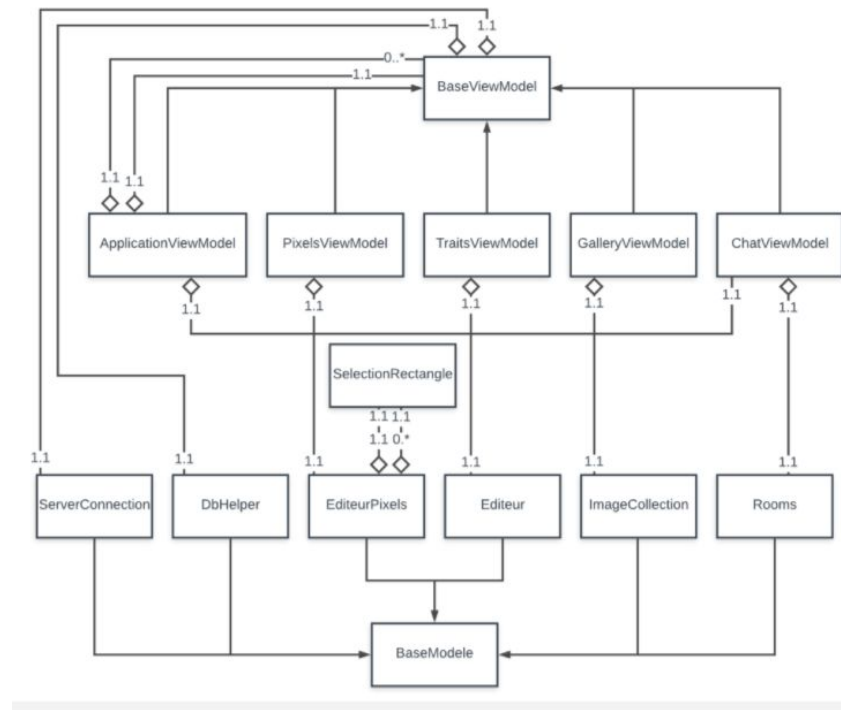 1.1
1.1
0..*
1.1
BaseViewModel
1.1
1.1
ApplicationViewModel
PixelsViewModel
TraitsViewModel
GalleryViewModel
ChatViewModel
1.1
1.1
1.1
1.1
1.1
1.1
SelectionRectangle
1.1
1.1
1.1
0.*
1.1
1.1
1.1
1.1
1.1
1.1
ServerConnection
DbHelper
EditeurPixels
Editeur
ImageCollection
Rooms
BaseModele